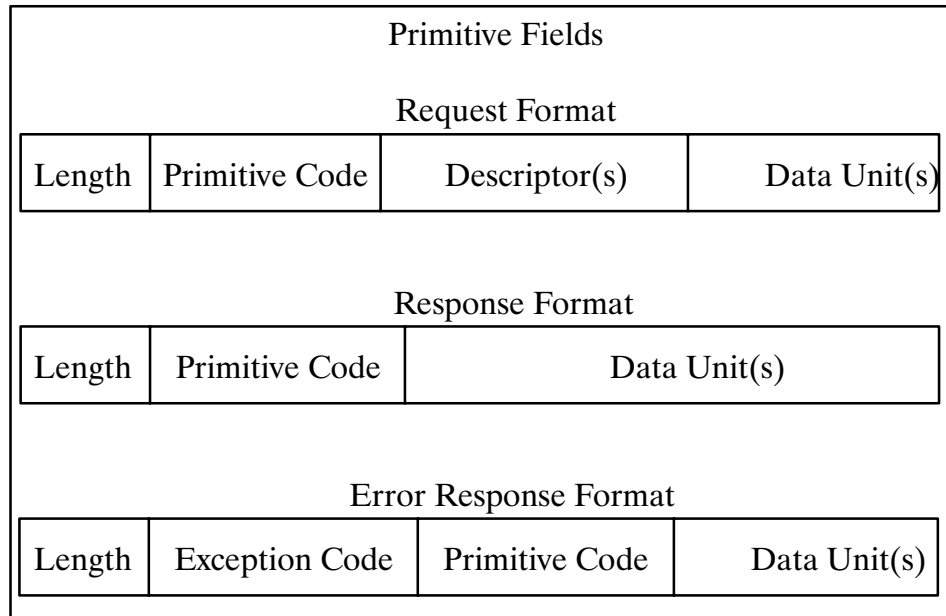 Primitive Fields
Request Format
Length Primitive Code Descriptor(s) Data Unit(s)
Response Format
Length Primitive Code Data Unit(s)
Error Response Format
Length Exception Code Primitive Code Data Unit(s)